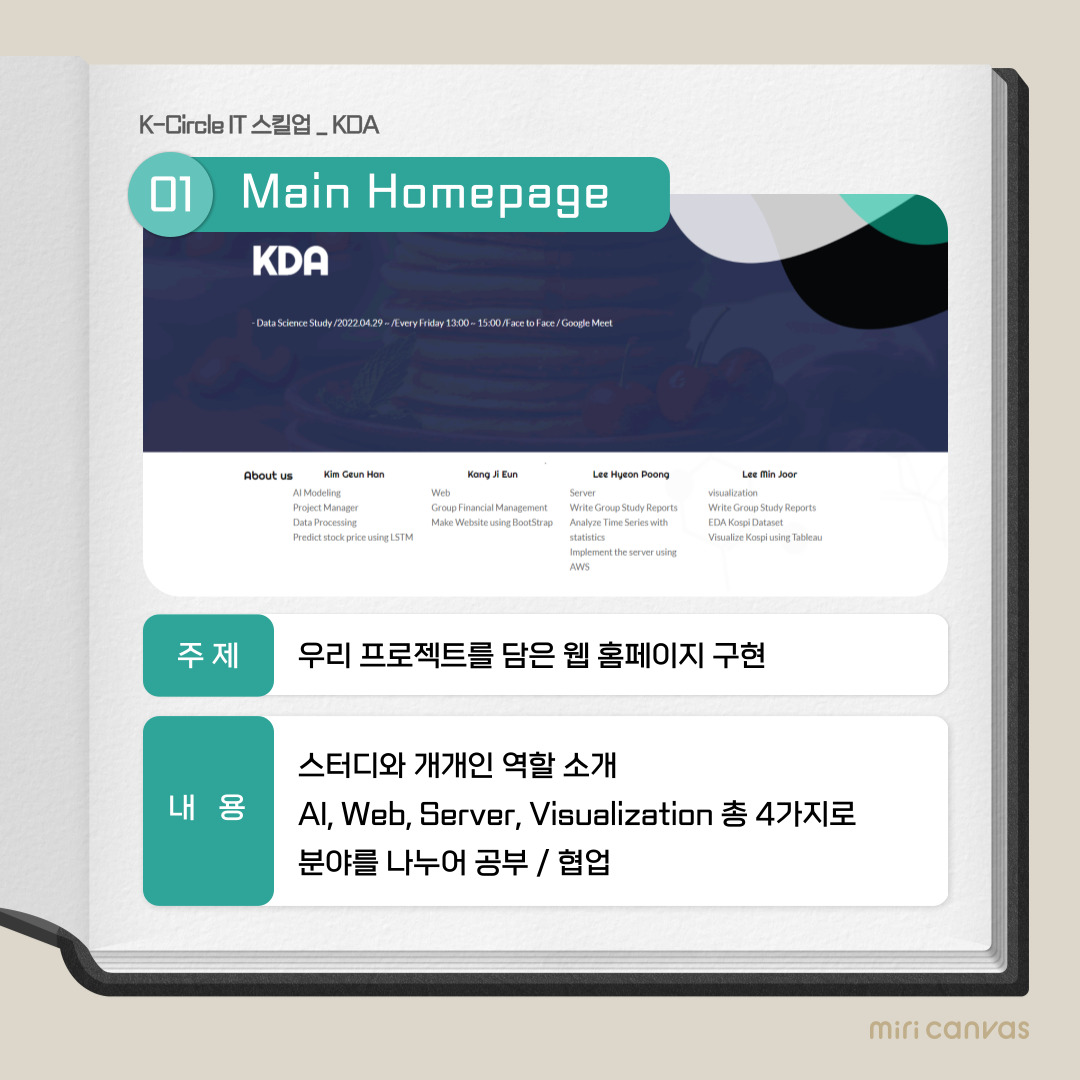 K-Circle IT 스킬업 _ KDA
01 Main Homepage
KDA
- Data Science Study /2022.04.29 ~ /Every Friday 13:00 ~ 15:00 /Face to Face / Google Meet
About us
Kim Geun Han
AI Modeling
Project Manager
Data Processing
Predict stock price using LSTM
Kang Ji Eun
Web
Group Financial Management
Make Website using BootStrap
Lee Hyeon Poong
Server
Write Group Study Reports
Analyze Time Series with
statistics
Implement the server using
AWS
Lee Min Joor
visualization
Write Group Study Reports
EDA Kospi Dataset
Visualize Kospi using Tableau
주 제
우리 프로젝트를 담은 웹 홈페이지 구현
내 용
스터디와 개개인 역할 소개
AI, Web, Server, Visualization 총 4가지로
분야를 나누어 공부 / 협업
miri canvas